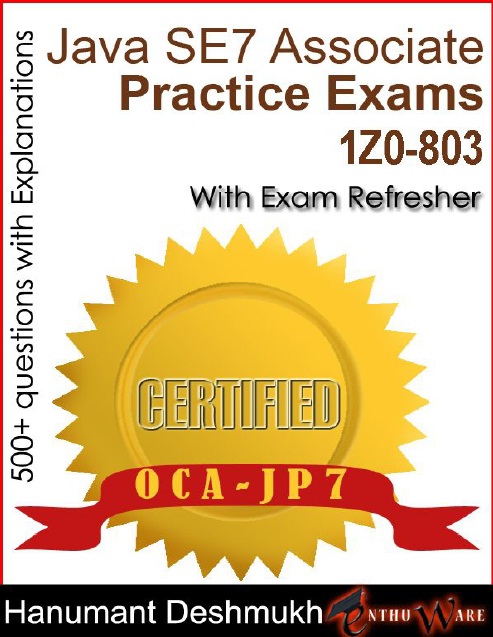 Java SE7 Associate
Practice Exams
1Z0-803
With Exam Refresher
500+ questions with Explanations
CERTIFIED
OCA-JP7
Hanumant Deshmukh ENTHUWARE